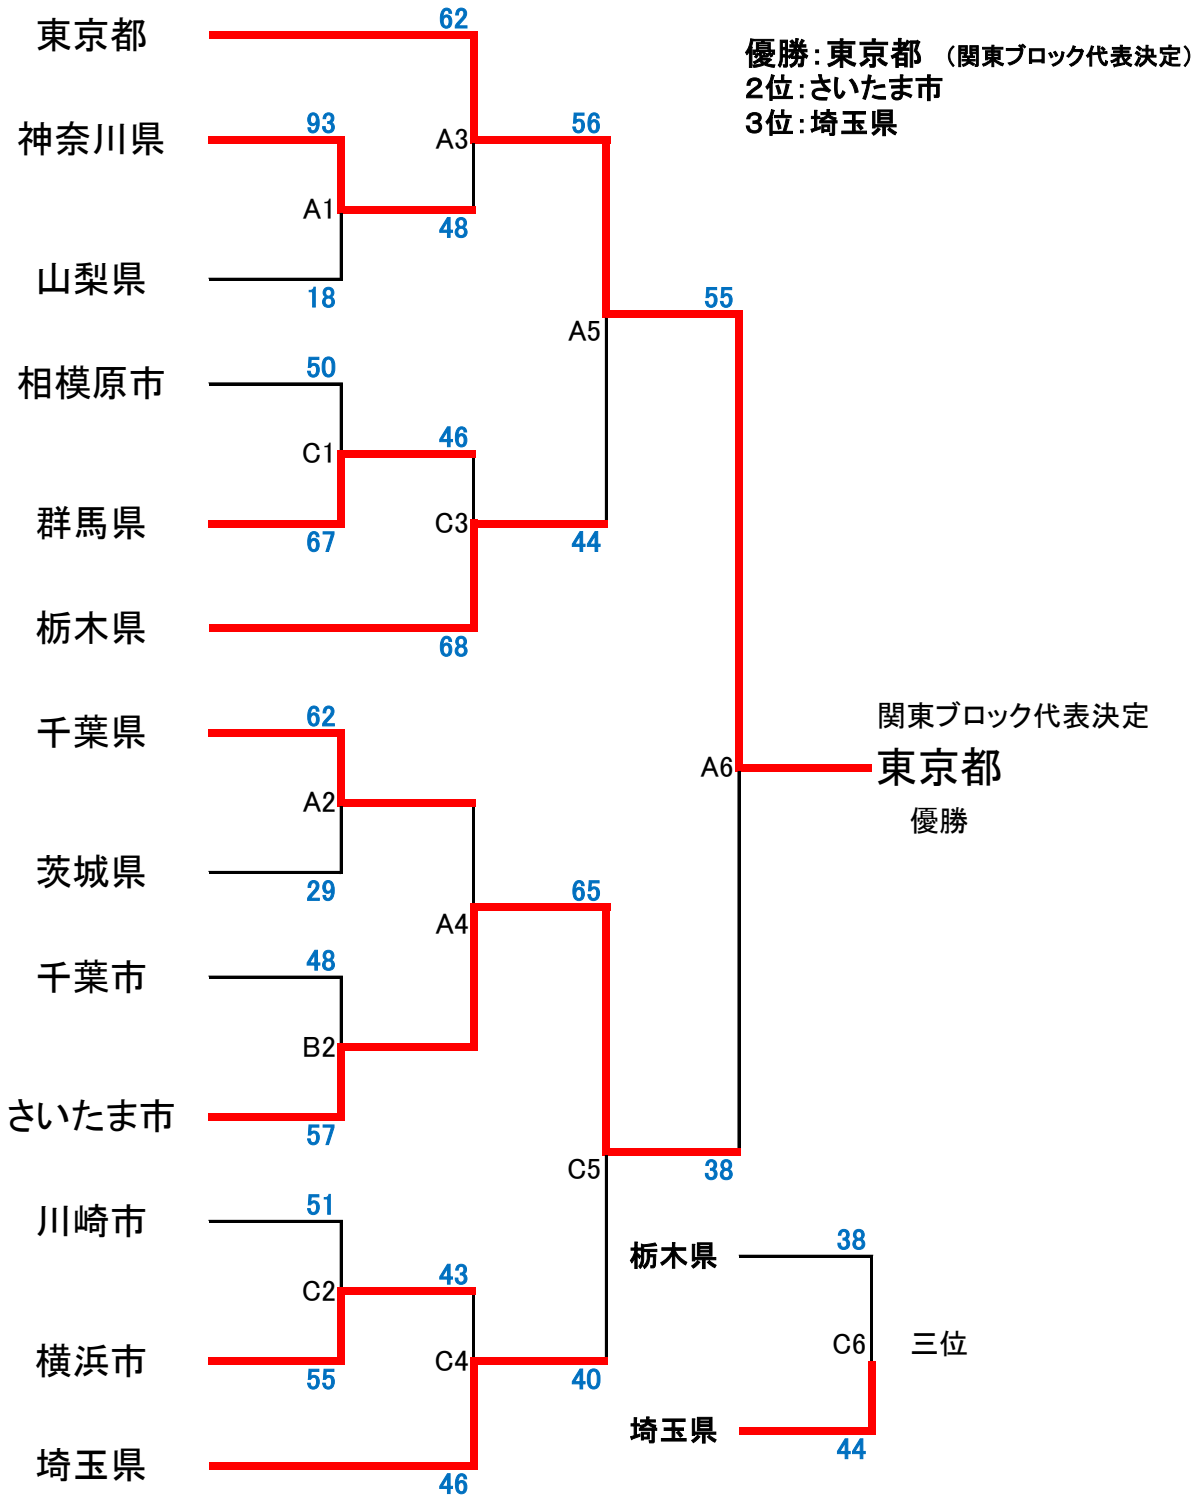 優勝：東京都 （関東ブロック代表決定）
2位：さいたま市
3位：埼玉県
東京都
62
神奈川県
93
A3
56
A1
48
山梨県
18
55
A5
相模原市
50
C1
46
群馬県
67
C3
44
栃木県
68
千葉県
62
関東ブロック代表決定
A6
東京都
優勝
A2
茨城県
29
65
A4
千葉市
48
B2
さいたま市
57
C5
38
川崎市
51
栃木県
38
C2
43
C6
三位
横浜市
55
C4
40
埼玉県
44
埼玉県
46